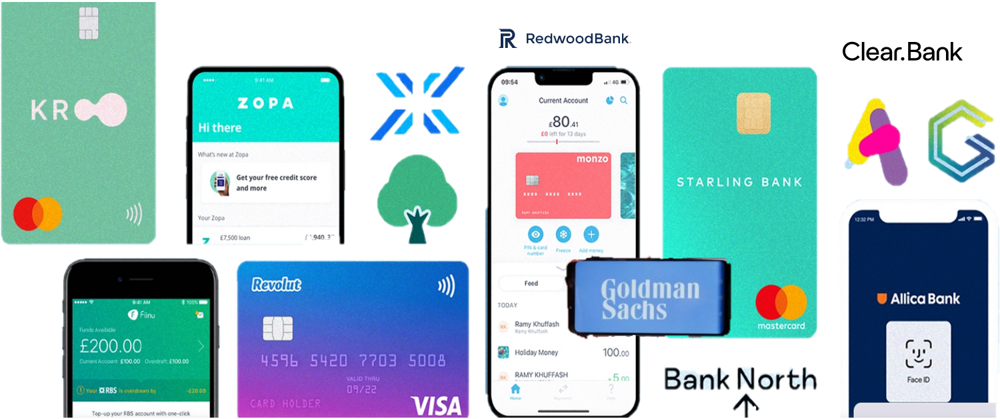 KR
ZOPA
9:41 AM
Hi there
What's new at Zopa
Get your free credit score
and more
Your Zopa
£7,500 loan
RedwoodBank.
09:54
4G
Current Account
£80.41
£0 left for 13 days
monzo
RAMY KHUFFASH
PIN & card
number
Freeze
Add money
Feed
TODAY
RK
Ramy Khuffash
Ramy Khuffash
Holiday Money
100.00
RK
RAMY KHUFFASH
+5.00
Home
Payments
Help
Goldman
Sachs
STARLING BANK
mastercard
Bank North
Clear.Bank
12:32 PM
Allica Bank
Face ID
9:41 AM
100%
Fiinu
Funds Available
£200.00
Current Account: £100.00 Overdraft: £100.00
Your RBS is overdrawn by
-£20.00
Top-up your RBS account with one-click
Revolut
4596 5420 7703 5008
VALID THRU
09/22
CARD HOLDER
VISA